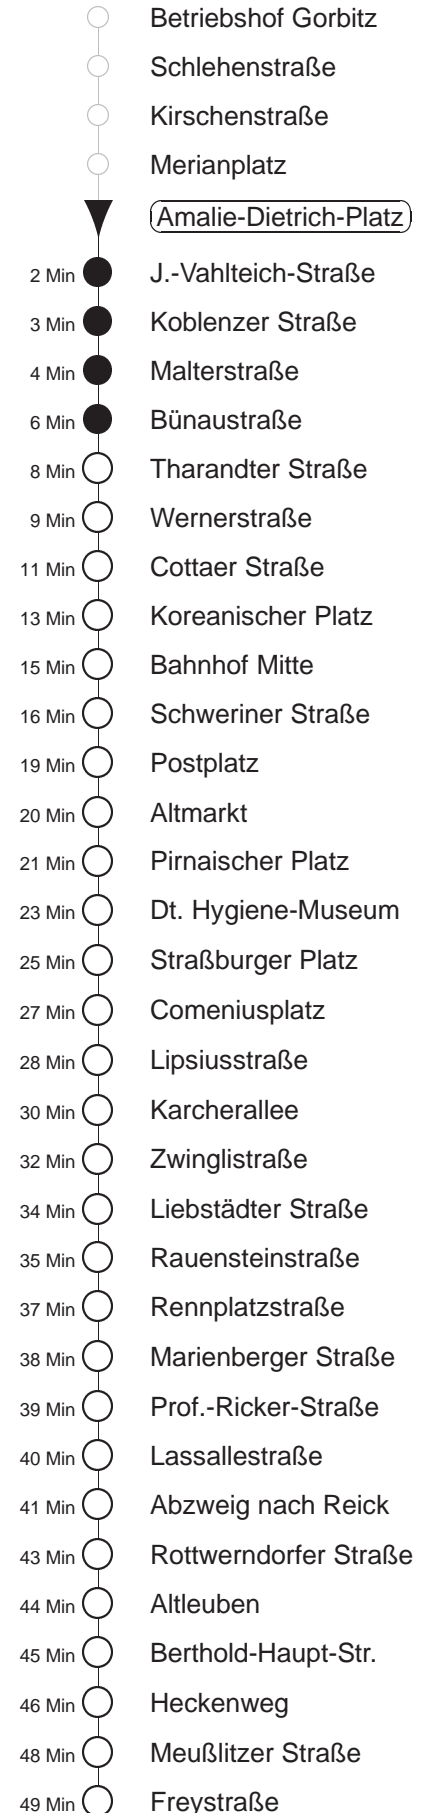 Betriebshof Gorbitz
Schlehenstraße
Kirschenstraße
Merianplatz
Amalie-Dietrich-Platz
2 Min J.-Vahlteich-Straße
3 Min Koblenzer Straße
4 Min Malterstraße
6 Min Bünaustraße
8 Min Tharandter Straße
9 Min Wernerstraße
11 Min Cottaer Straße
13 Min Koreanischer Platz
15 Min Bahnhof Mitte
16 Min Schweriner Straße
19 Min Postplatz
20 Min Altmarkt
21 Min Pirnaischer Platz
23 Min Dt. Hygiene-Museum
25 Min Straßburger Platz
27 Min Comeniusplatz
28 Min Lipsiusstraße
30 Min Karcherallee
32 Min Zwinglistraße
34 Min Liebstädter Straße
35 Min Rauensteinstraße
37 Min Rennplatzstraße
38 Min Marienberger Straße
39 Min Prof.-Ricker-Straße
40 Min Lassallestraße
41 Min Abzweig nach Reick
43 Min Rottwerndorfer Straße
44 Min Altleuben
45 Min Berthold-Haupt-Str.
46 Min Heckenweg
48 Min Meußlitzer Straße
49 Min Freystraße